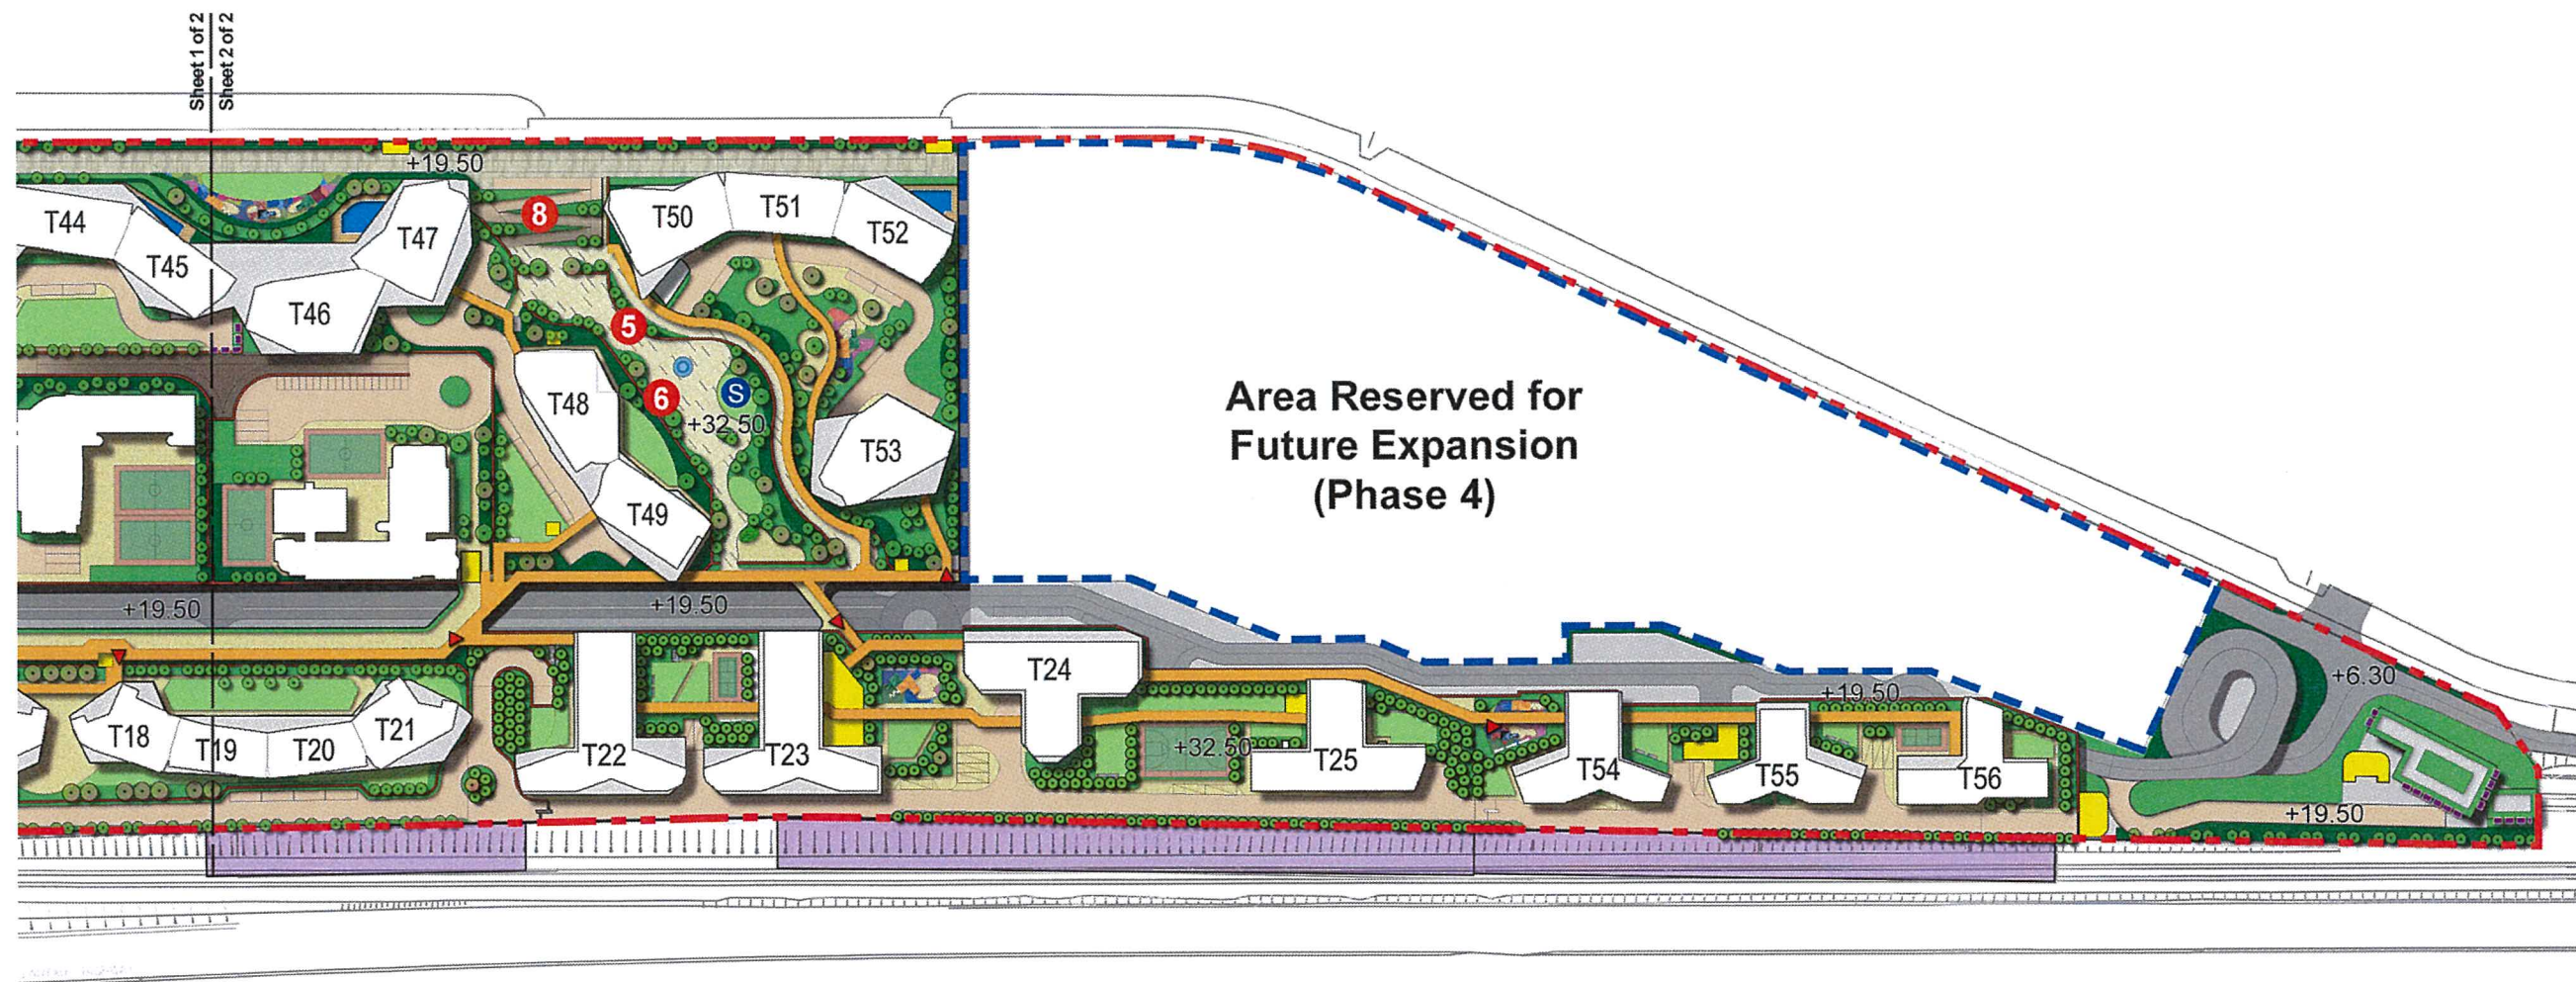 Sheet 1 of 2
Sheet 2 of 2
+19.50
T44
T45
T46
T47
8
T50
T51
T52
5
6
S
+32.50
T48
T49
T53
Area Reserved for
Future Expansion
(Phase 4)
+19.50
+19.50
T18
T19
T20
T21
T22
T23
T24
+32.50
T25
T54
T55
T56
+19.50
+6.30
+19.50